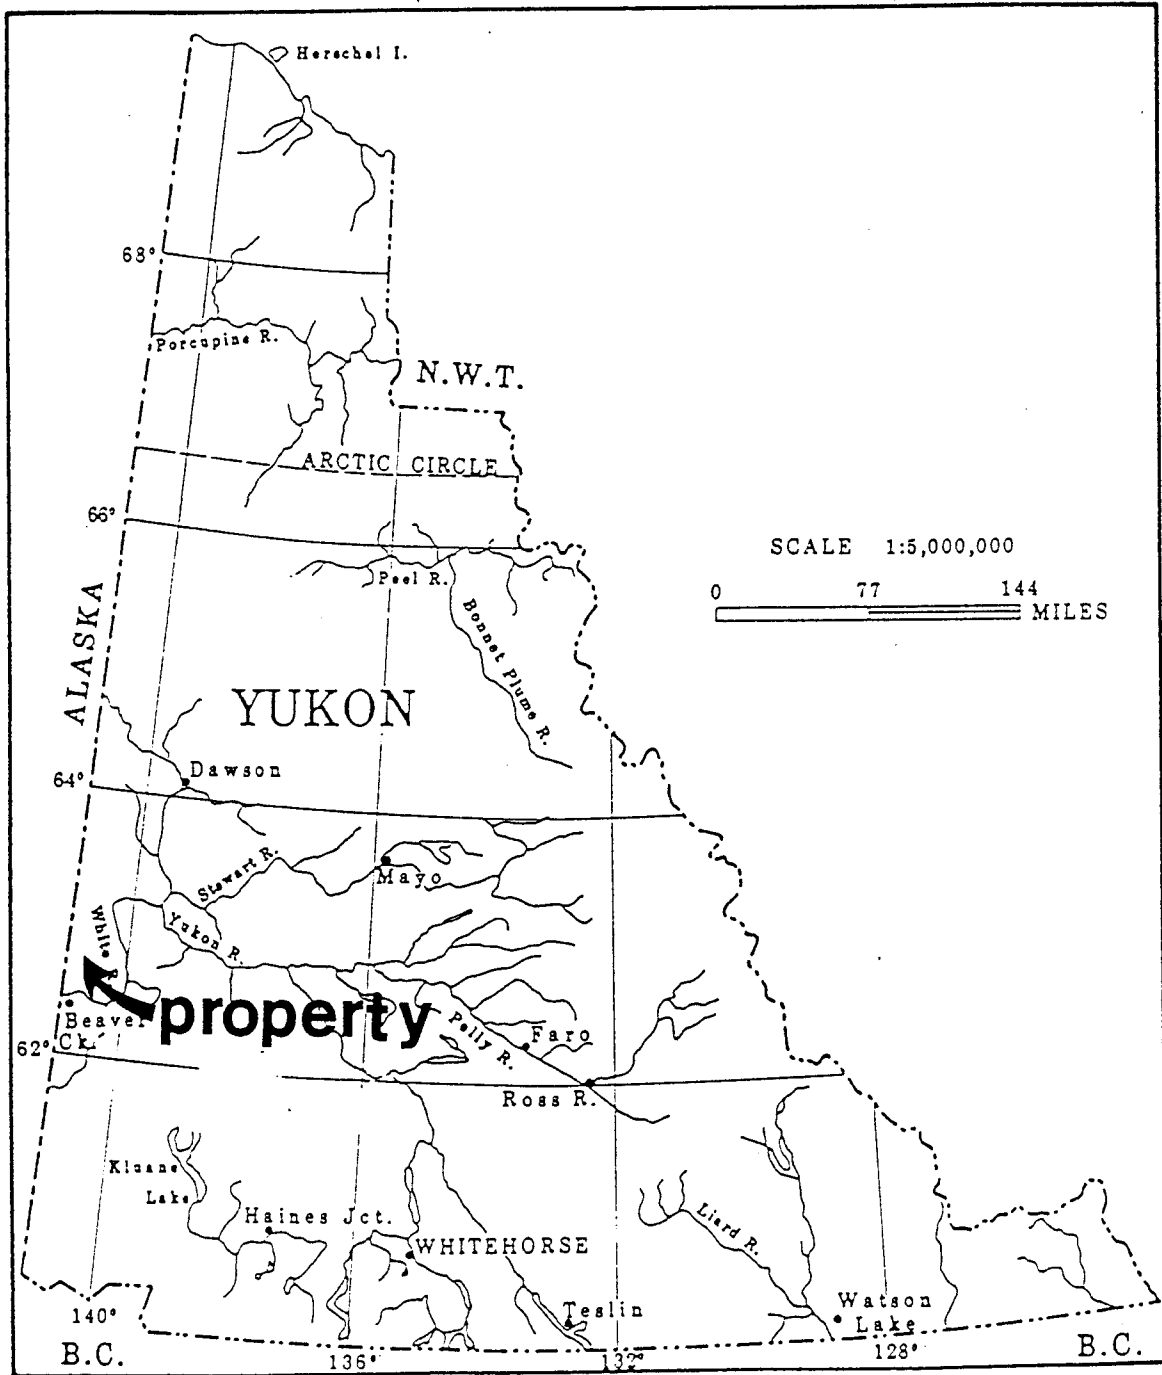 Herschel I.
68°
Porcupine R.
N.W.T.
ARCTIC CIRCLE
66°
SCALE 1:5,000,000
0 77 144
MILES
Peel R.
Bonnet Plume R.
ALASKA
YUKON
Dawson
64°
Stewart R.
Mayo
White R.
Yukon R.
property
Beaver
Ck.
Pelly R.
Faro
62°
Ross R.
Kluane
Lake
Haines Jct.
Liard R.
WHITEHORSE
Teslin
Watson
Lake
140°
B.C.
136°
132°
128°
B.C.